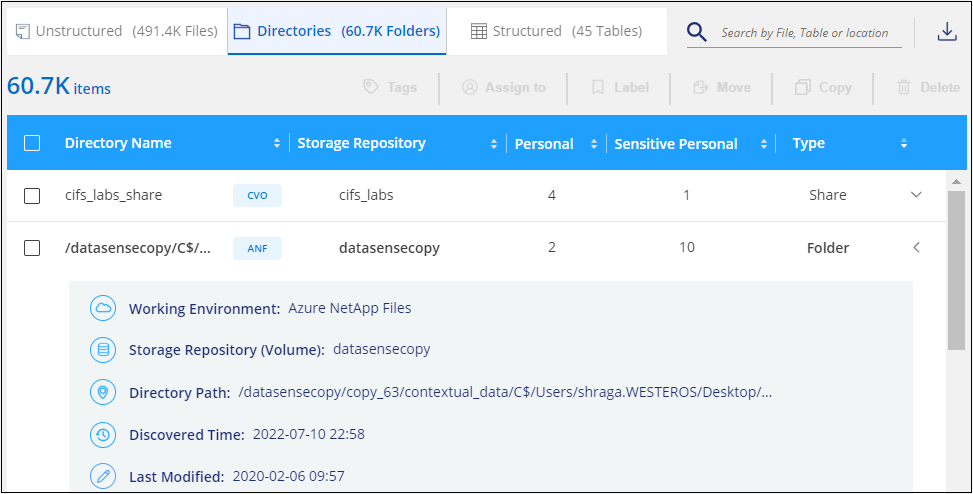 Unstructured (491.4K Files) Directories (60.7K Folders) Structured (45 Tables) Search by File, Table or location
60.7K items Tags Assign to Label Move Copy Delete
Directory Name Storage Repository Personal Sensitive Personal Type
cifs_labs_share CVO cifs_labs 4 1 Share
/datasensecopy/C$/... ANF datasensecopy 2 10 Folder
Working Environment: Azure NetApp Files
Storage Repository (Volume): datasensecopy
Directory Path: /datasensecopy/copy_63/contextual_data/C$/Users/shraga.WESTEROS/Desktop/...
Discovered Time: 2022-07-10 22:58
Last Modified: 2020-02-06 09:57